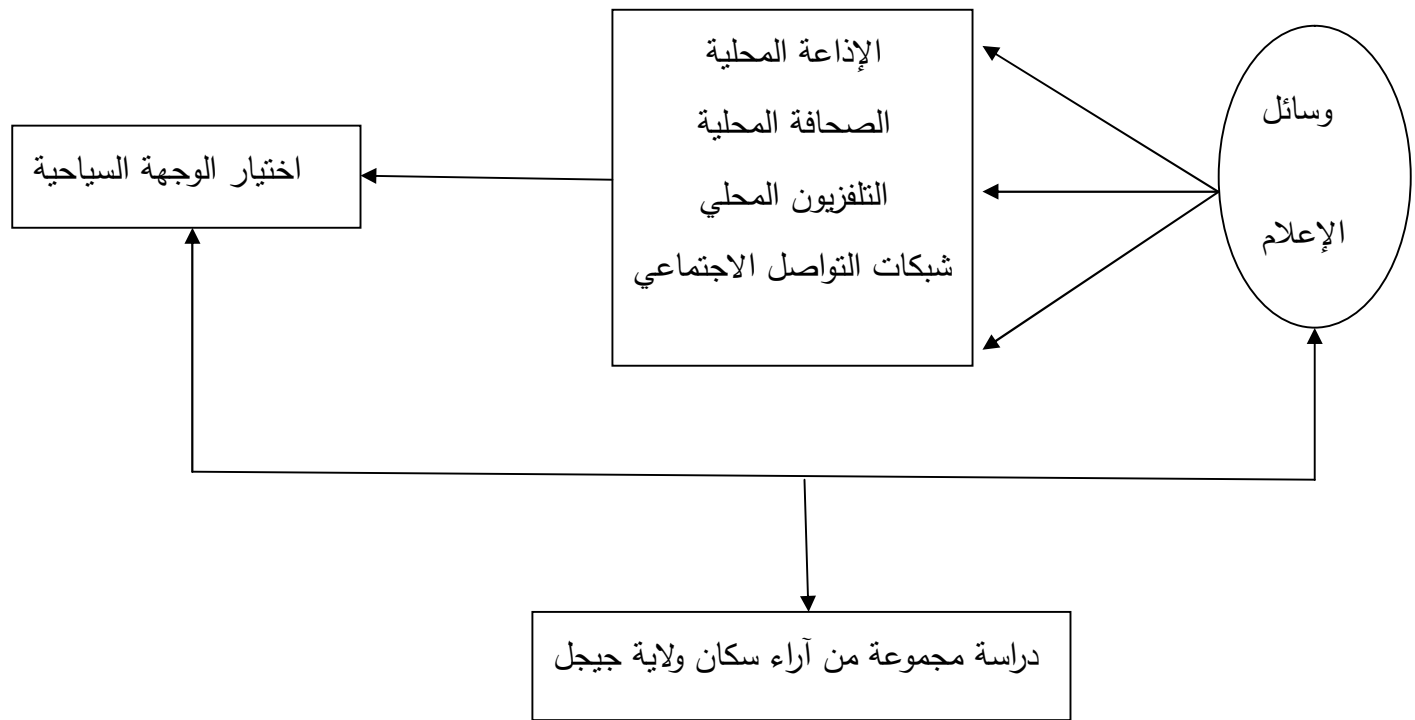 وسائل
الإعلام
الإذاعة المحلية
الصحافة المحلية
التلفزيون المحلي
شبكات التواصل الاجتماعي
اختيار الوجهة السياحية
دراسة مجموعة من آراء سكان ولاية جيجل